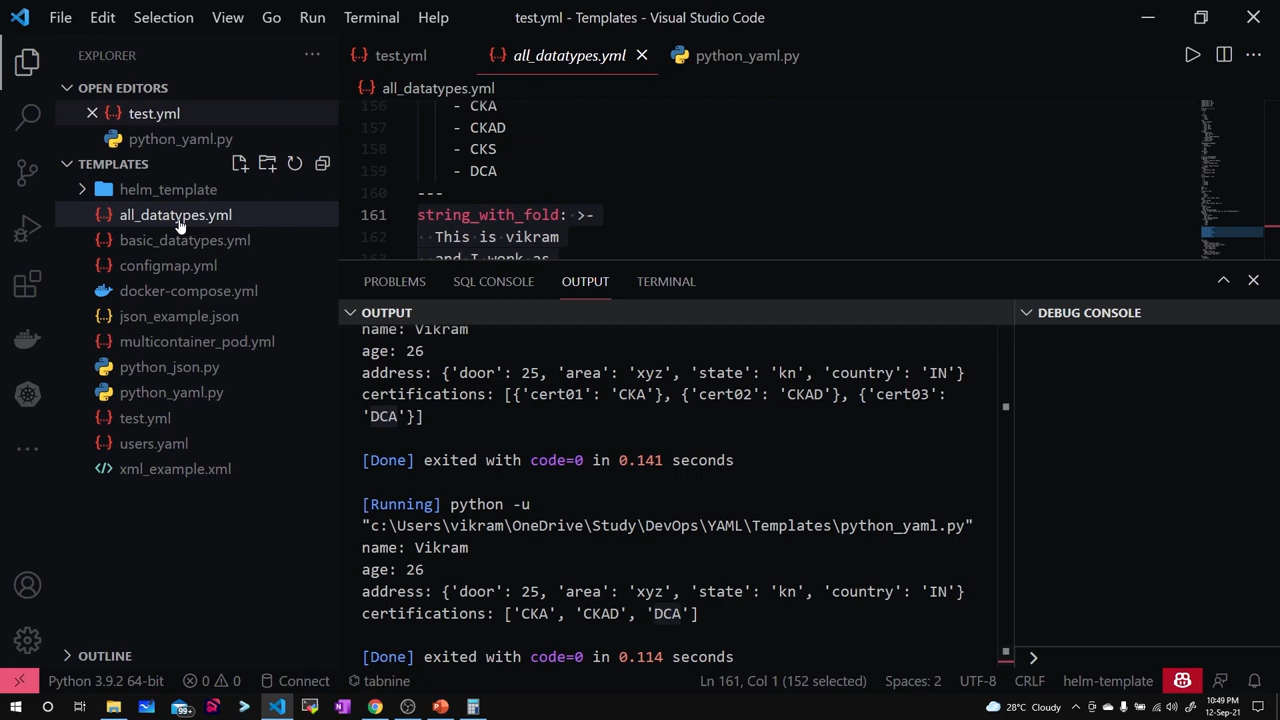 File Edit Selection View Go Run Terminal Help
test.yml - Templates - Visual Studio Code
EXPLORER
OPEN EDITORS
test.yml
python_yaml.py
TEMPLATES
helm_template
all_datatypes.yml
basic_datatypes.yml
configmap.yml
docker-compose.yml
json_example.json
multicontainer_pod.yml
python_json.py
python_yaml.py
test.yml
users.yaml
xml_example.xml
OUTLINE
test.yml all_datatypes.yml python_yaml.py
all_datatypes.yml
156 - CKA
157 - CKAD
158 - CKS
159 - DCA
160 ---
161 string_with_fold: >-
162 This is vikram
163 and I work as
PROBLEMS SQL CONSOLE OUTPUT TERMINAL
OUTPUT
name: Vikram
age: 26
address: {'door': 25, 'area': 'xyz', 'state': 'kn', 'country': 'IN'}
certifications: [{'cert01': 'CKA'}, {'cert02': 'CKAD'}, {'cert03':
'DCA'}]
[Done] exited with code=0 in 0.141 seconds
[Running] python -u
"c:\Users\vikram\OneDrive\Study\DevOps\YAML\Templates\python_yaml.py"
name: Vikram
age: 26
address: {'door': 25, 'area': 'xyz', 'state': 'kn', 'country': 'IN'}
certifications: ['CKA', 'CKAD', 'DCA']
[Done] exited with code=0 in 0.114 seconds
DEBUG CONSOLE
Python 3.9.2 64-bit 0 0 Connect tabnine Ln 161, Col 1 (152 selected) Spaces: 2 UTF-8 CRLF helm-template
99+
28°C Cloudy
10:49 PM
12-Sep-21